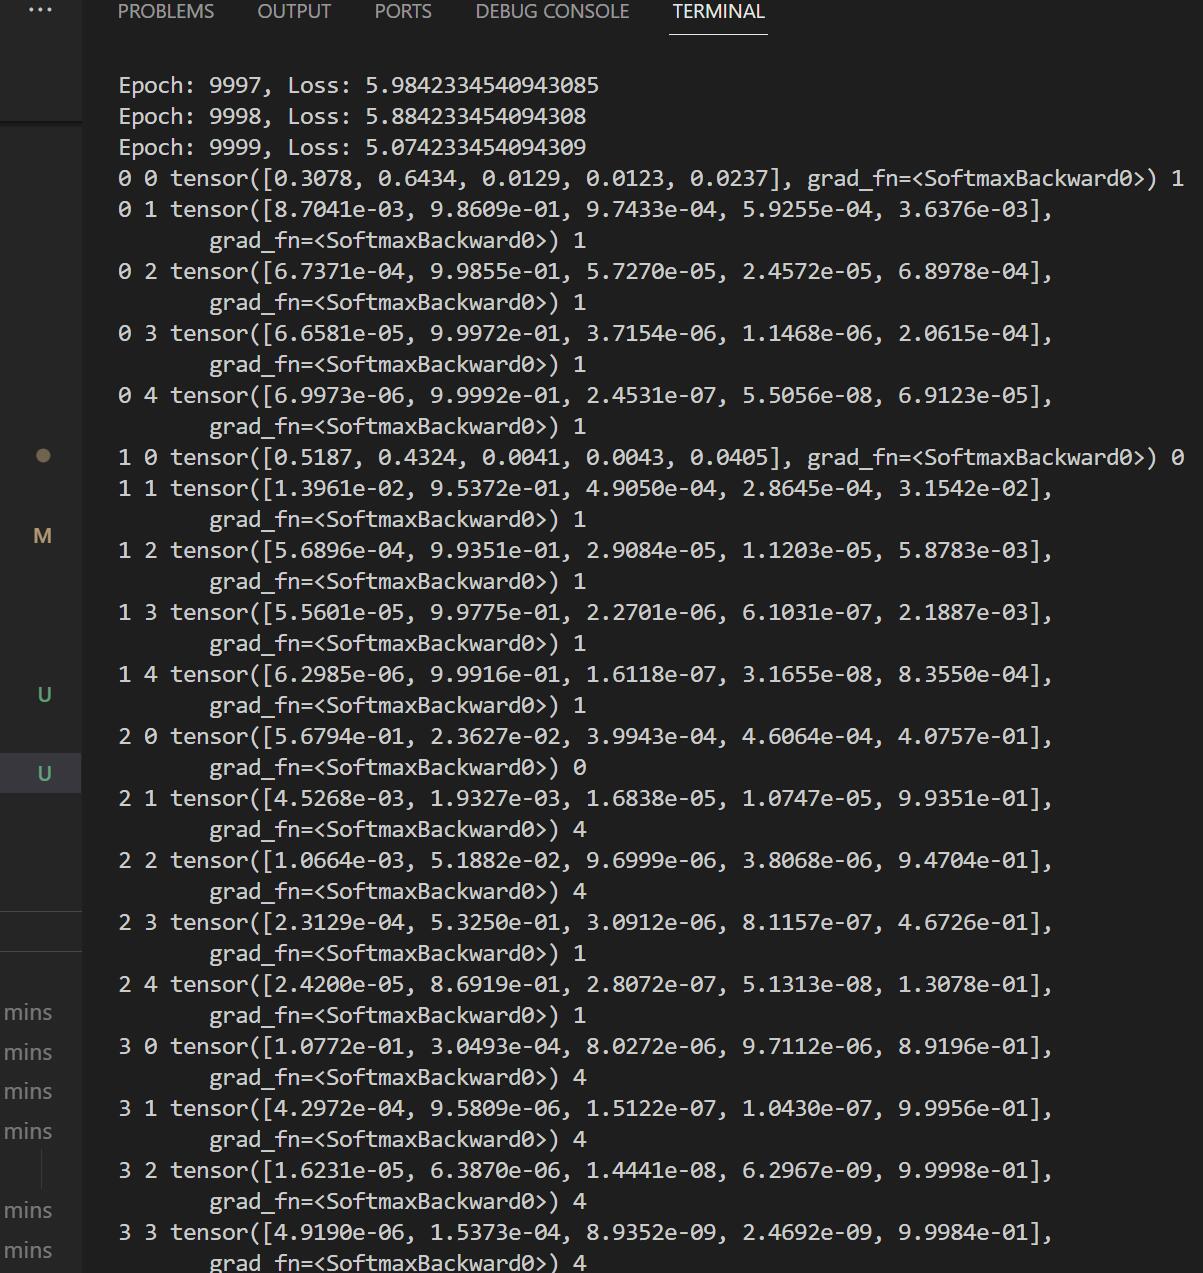 ...
PROBLEMS OUTPUT PORTS DEBUG CONSOLE TERMINAL
Epoch: 9997, Loss: 5.9842334540943085
Epoch: 9998, Loss: 5.884233454094308
Epoch: 9999, Loss: 5.074233454094309
0 0 tensor([0.3078, 0.6434, 0.0129, 0.0123, 0.0237], grad_fn=<SoftmaxBackward0>) 1
0 1 tensor([8.7041e-03, 9.8609e-01, 9.7433e-04, 5.9255e-04, 3.6376e-03],
grad_fn=<SoftmaxBackward0>) 1
0 2 tensor([6.7371e-04, 9.9855e-01, 5.7270e-05, 2.4572e-05, 6.8978e-04],
grad_fn=<SoftmaxBackward0>) 1
0 3 tensor([6.6581e-05, 9.9972e-01, 3.7154e-06, 1.1468e-06, 2.0615e-04],
grad_fn=<SoftmaxBackward0>) 1
0 4 tensor([6.9973e-06, 9.9992e-01, 2.4531e-07, 5.5056e-08, 6.9123e-05],
grad_fn=<SoftmaxBackward0>) 1
1 0 tensor([0.5187, 0.4324, 0.0041, 0.0043, 0.0405], grad_fn=<SoftmaxBackward0>) 0
1 1 tensor([1.3961e-02, 9.5372e-01, 4.9050e-04, 2.8645e-04, 3.1542e-02],
grad_fn=<SoftmaxBackward0>) 1
1 2 tensor([5.6896e-04, 9.9351e-01, 2.9084e-05, 1.1203e-05, 5.8783e-03],
grad_fn=<SoftmaxBackward0>) 1
1 3 tensor([5.5601e-05, 9.9775e-01, 2.2701e-06, 6.1031e-07, 2.1887e-03],
grad_fn=<SoftmaxBackward0>) 1
1 4 tensor([6.2985e-06, 9.9916e-01, 1.6118e-07, 3.1655e-08, 8.3550e-04],
grad_fn=<SoftmaxBackward0>) 1
2 0 tensor([5.6794e-01, 2.3627e-02, 3.9943e-04, 4.6064e-04, 4.0757e-01],
grad_fn=<SoftmaxBackward0>) 0
2 1 tensor([4.5268e-03, 1.9327e-03, 1.6838e-05, 1.0747e-05, 9.9351e-01],
grad_fn=<SoftmaxBackward0>) 4
2 2 tensor([1.0664e-03, 5.1882e-02, 9.6999e-06, 3.8068e-06, 9.4704e-01],
grad_fn=<SoftmaxBackward0>) 4
2 3 tensor([2.3129e-04, 5.3250e-01, 3.0912e-06, 8.1157e-07, 4.6726e-01],
grad_fn=<SoftmaxBackward0>) 1
2 4 tensor([2.4200e-05, 8.6919e-01, 2.8072e-07, 5.1313e-08, 1.3078e-01],
grad_fn=<SoftmaxBackward0>) 1
3 0 tensor([1.0772e-01, 3.0493e-04, 8.0272e-06, 9.7112e-06, 8.9196e-01],
grad_fn=<SoftmaxBackward0>) 4
3 1 tensor([4.2972e-04, 9.5809e-06, 1.5122e-07, 1.0430e-07, 9.9956e-01],
grad_fn=<SoftmaxBackward0>) 4
3 2 tensor([1.6231e-05, 6.3870e-06, 1.4441e-08, 6.2967e-09, 9.9998e-01],
grad_fn=<SoftmaxBackward0>) 4
3 3 tensor([4.9190e-06, 1.5373e-04, 8.9352e-09, 2.4692e-09, 9.9984e-01],
grad_fn=<SoftmaxBackward0>) 4
M
U
U
mins
mins
mins
mins
mins
mins